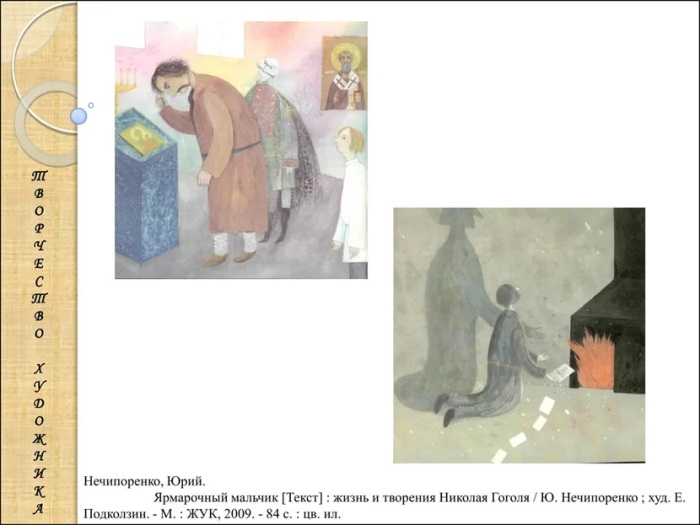 ТВОРЧЕСТВО ХУДОЖНИКА
Нечипоренко, Юрий.
Ярмарочный мальчик [Текст] : жизнь и творения Николая Гоголя / Ю. Нечипоренко ; худ. Е.
Подколзин. - М. : ЖУК, 2009. - 84 с. : цв. ил.